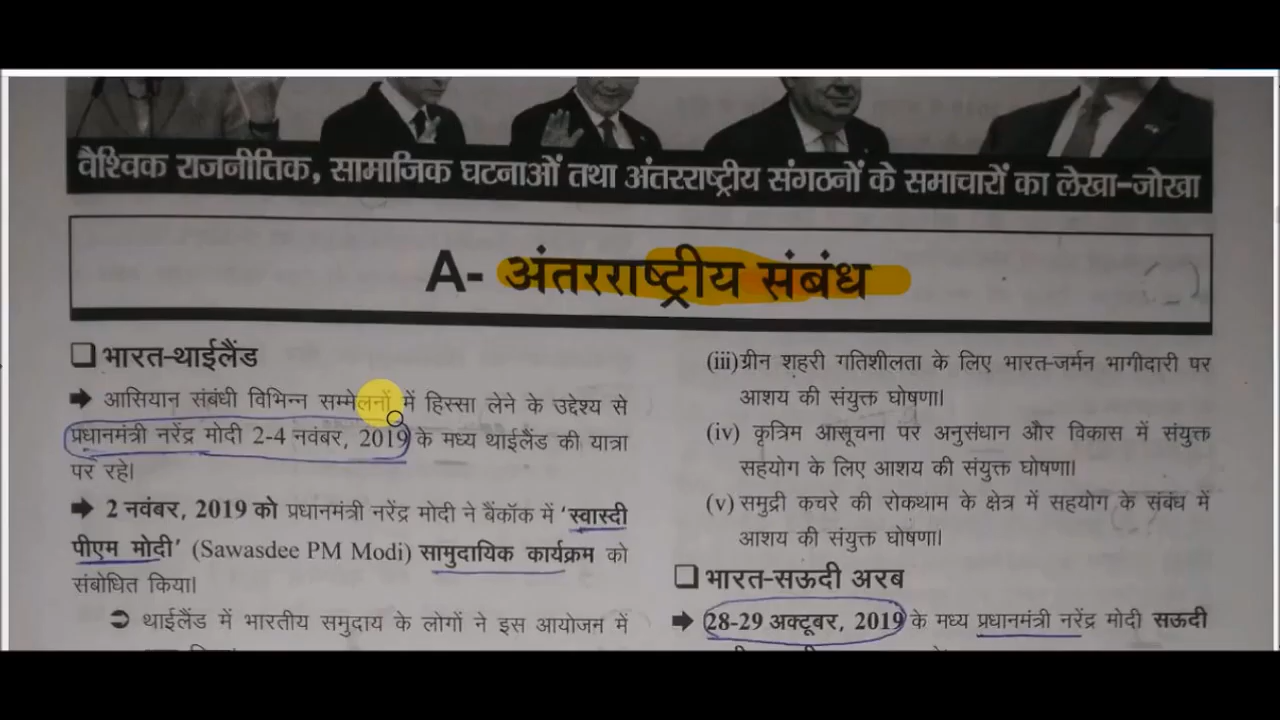 वैश्विक राजनीतिक, सामाजिक घटनाओं तथा अंतरराष्ट्रीय संगठनों के समाचारों का लेखा-जोखा
A- अंतरराष्ट्रीय संबंध
❑ भारत-थाईलैंड
➡ आसियान संबंधी विभिन्न सम्मेलनों में हिस्सा लेने के उद्देश्य से
प्रधानमंत्री नरेंद्र मोदी 2-4 नवंबर, 2019 के मध्य थाईलैंड की यात्रा
पर रहे।
➡ 2 नवंबर, 2019 को प्रधानमंत्री नरेंद्र मोदी ने बैंकॉक में ‘स्वास्दी
पीएम मोदी’ (Sawasdee PM Modi) सामुदायिक कार्यक्रम को
संबोधित किया।
➲ थाईलैंड में भारतीय समुदाय के लोगों ने इस आयोजन में
(iii) ग्रीन शहरी गतिशीलता के लिए भारत-जर्मन भागीदारी पर
आशय की संयुक्त घोषणा।
(iv) कृत्रिम आसूचना पर अनुसंधान और विकास में संयुक्त
सहयोग के लिए आशय की संयुक्त घोषणा।
(v) समुद्री कचरे की रोकथाम के क्षेत्र में सहयोग के संबंध में
आशय की संयुक्त घोषणा।
❑ भारत-सऊदी अरब
➡ 28-29 अक्टूबर, 2019 के मध्य प्रधानमंत्री नरेंद्र मोदी सऊदी